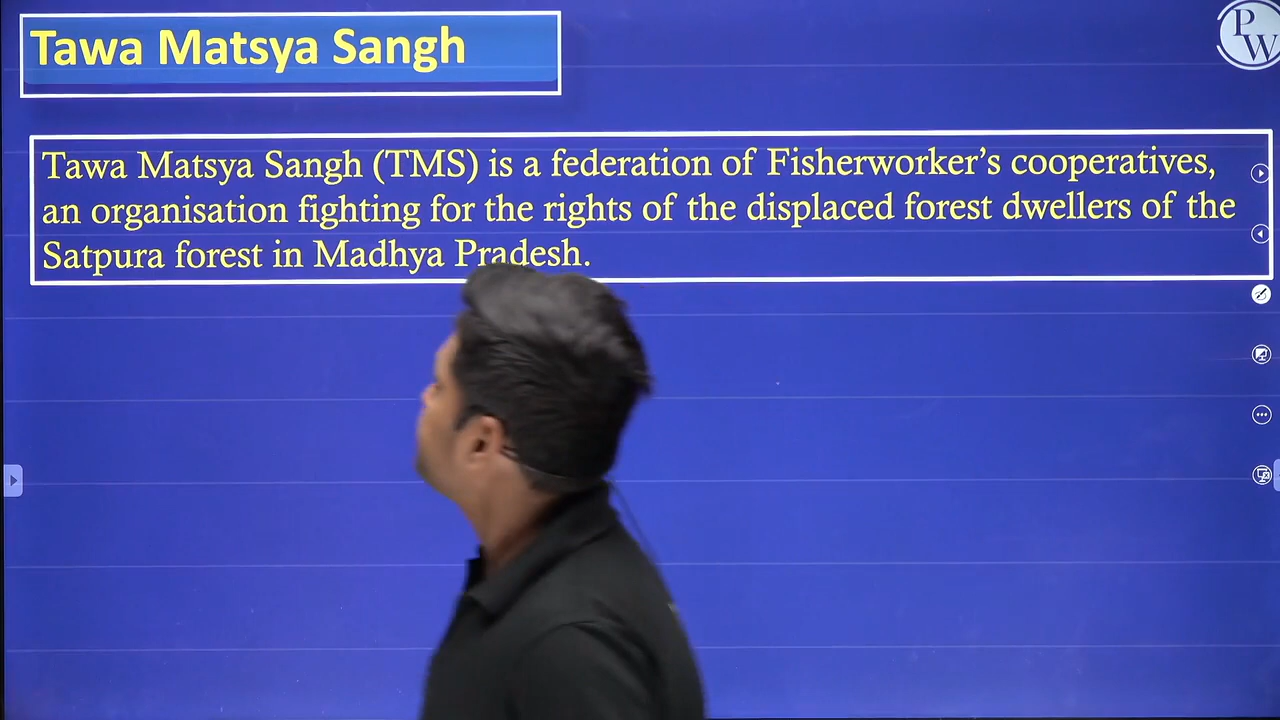 Tawa Matsya Sangh
PW
Tawa Matsya Sangh (TMS) is a federation of Fisherworker’s cooperatives,
an organisation fighting for the rights of the displaced forest dwellers of the
Satpura forest in Madhya Pradesh.